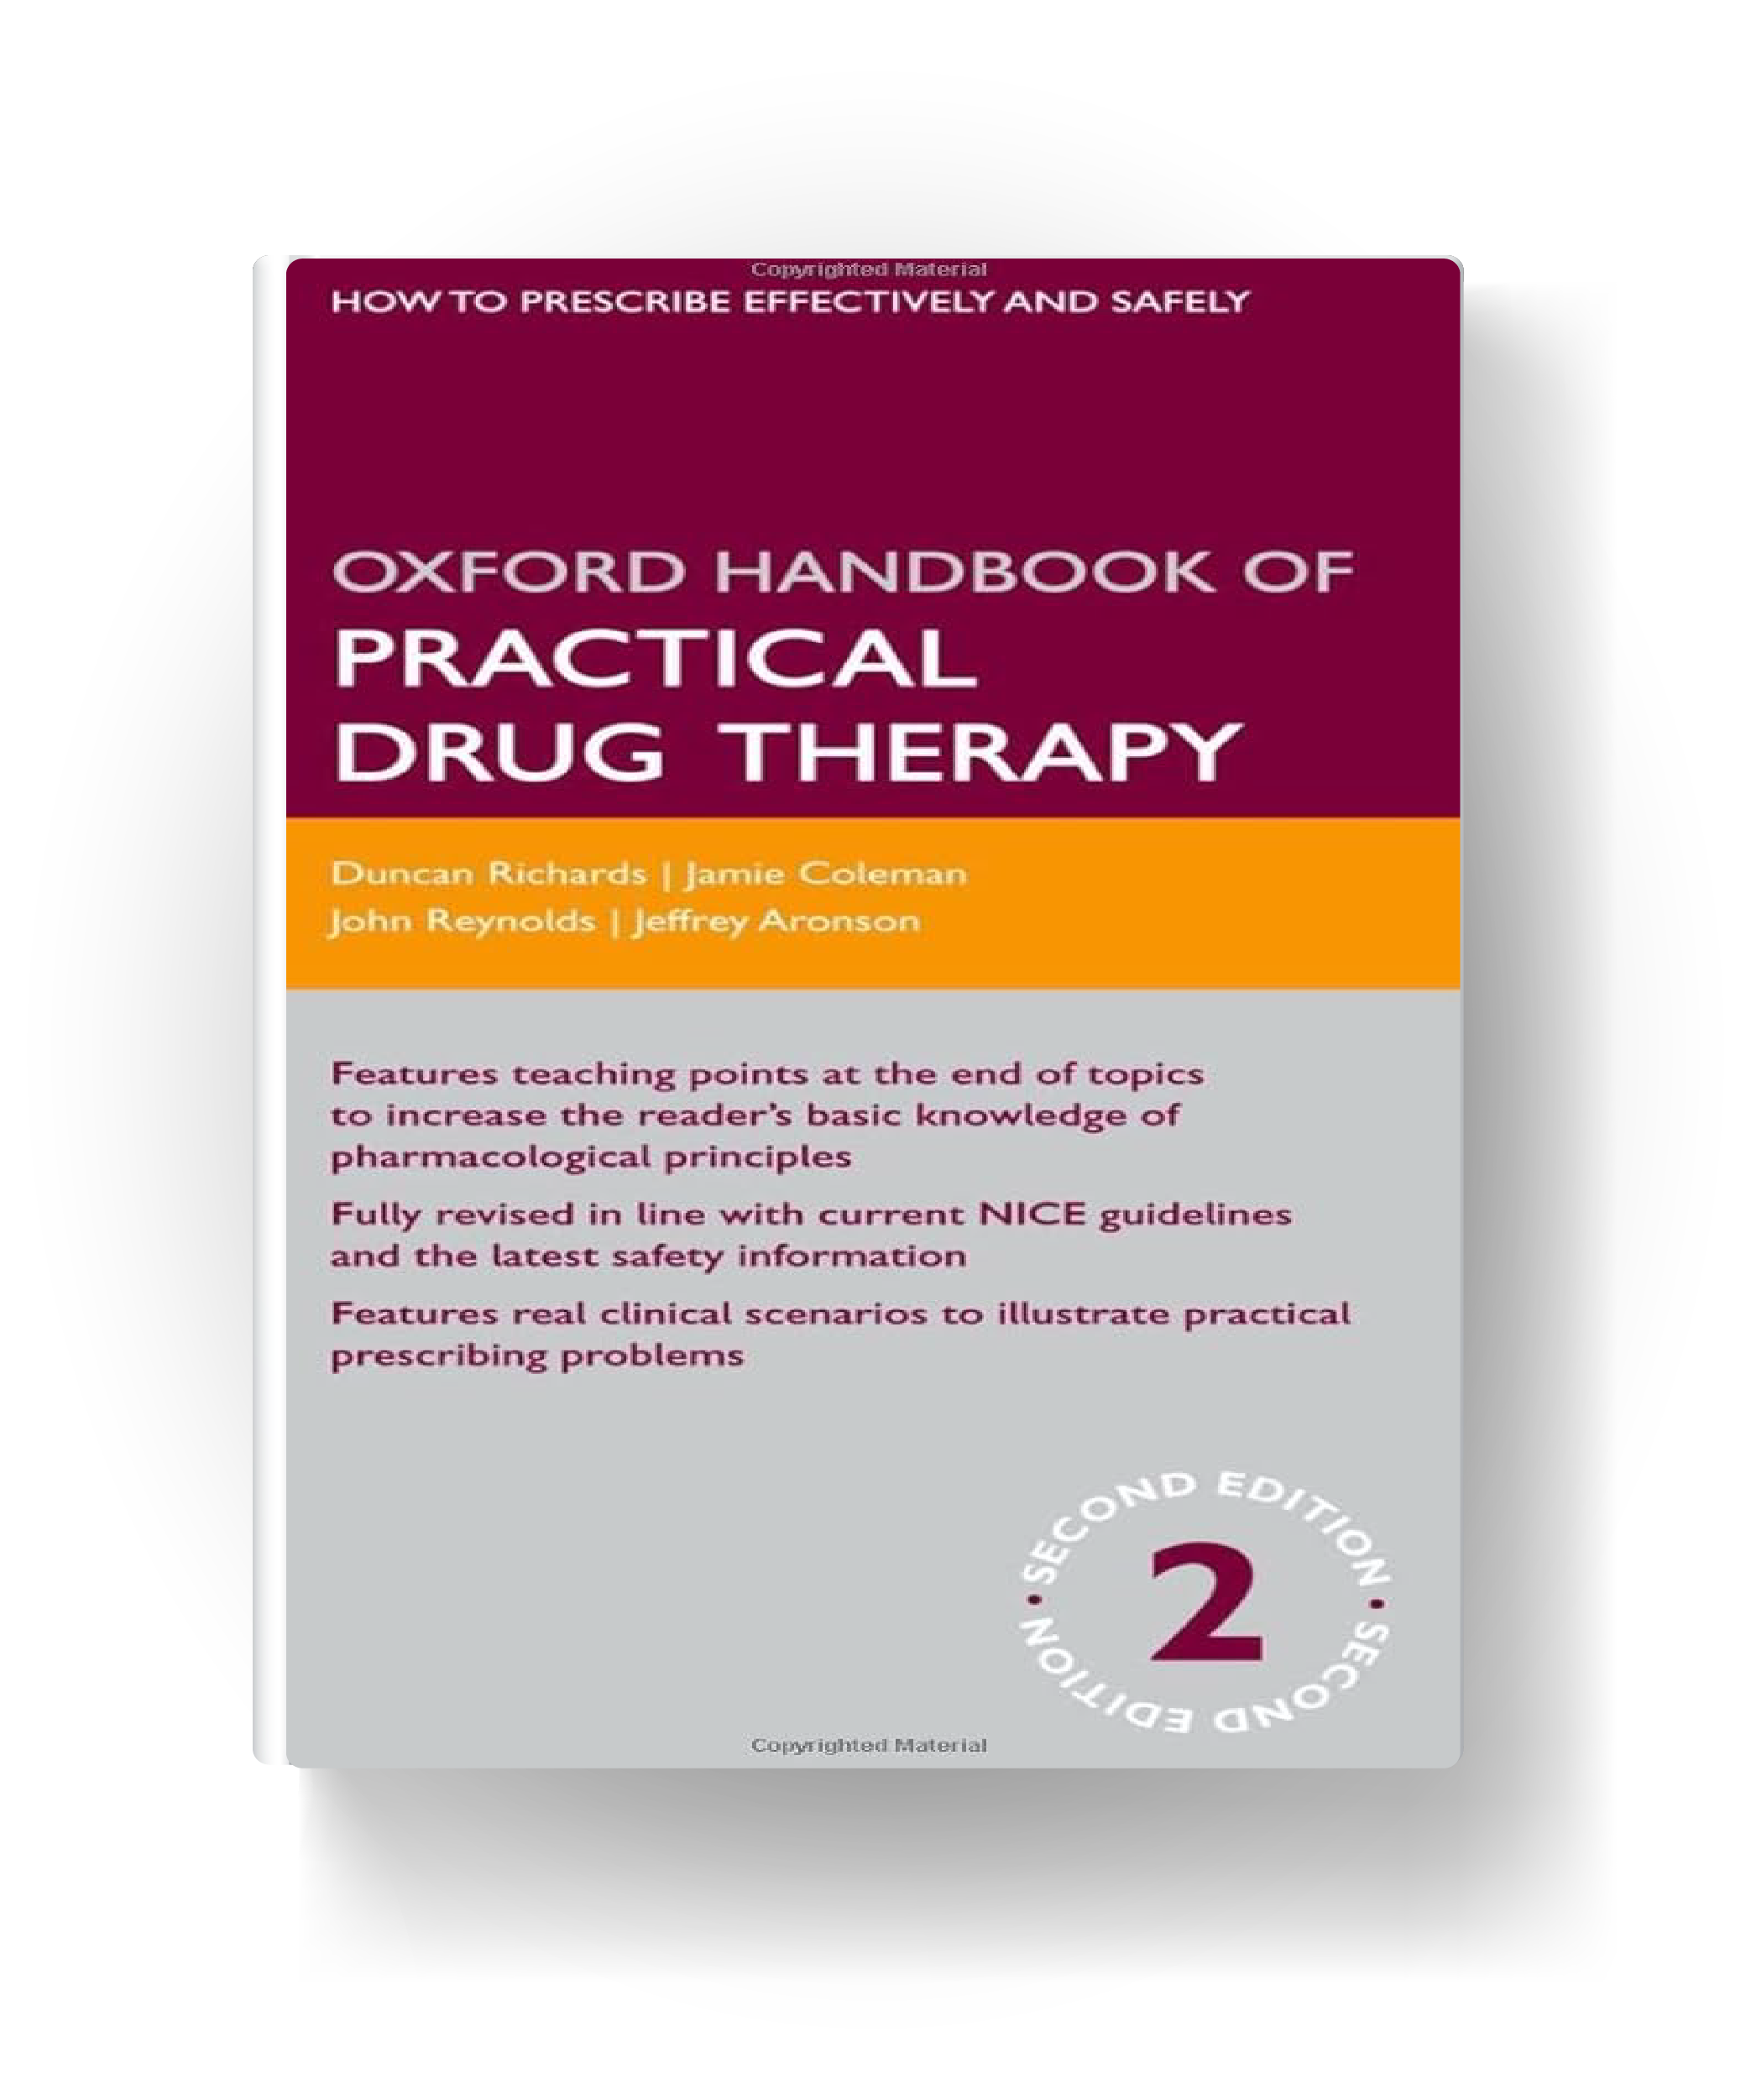 Copyrighted Material
HOW TO PRESCRIBE EFFECTIVELY AND SAFELY
OXFORD HANDBOOK OF
PRACTICAL
DRUG THERAPY
Duncan Richards | Jamie Coleman
John Reynolds | Jeffrey Aronson
Features teaching points at the end of topics
to increase the reader’s basic knowledge of
pharmacological principles
Fully revised in line with current NICE guidelines
and the latest safety information
Features real clinical scenarios to illustrate practical
prescribing problems
• SECOND EDITION • SECOND EDITION
2
Copyrighted Material